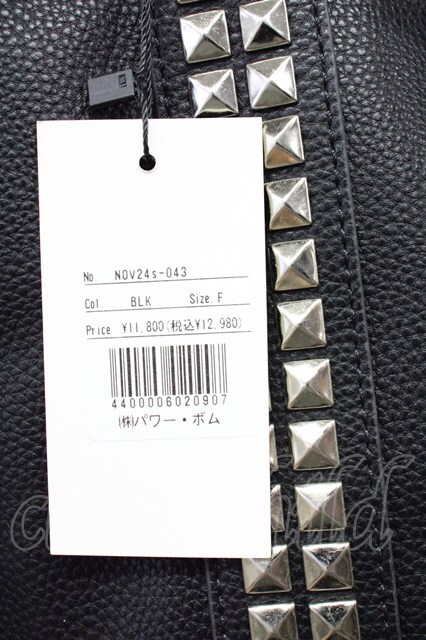 No. NOV24s-043
Col. BLK Size. F
Price ¥11,800(税込¥12,980)
4400006020907
㈱パワー・ボム